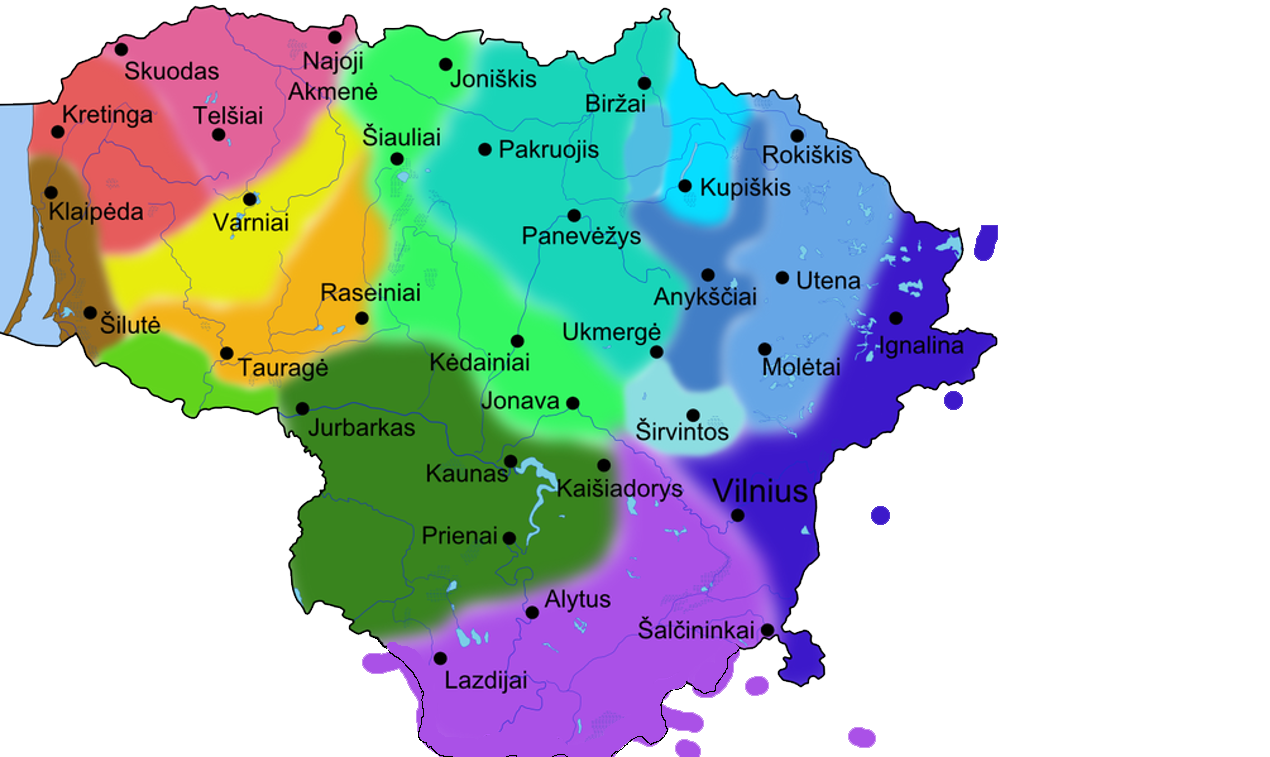 Skuodas
Najoji
Akmenė
Joniškis
Biržai
Kretinga
Telšiai
Šiauliai
Pakruojis
Rokiškis
Kupiškis
Klaipėda
Varniai
Panevėžys
Utena
Anykščiai
Raseiniai
Šilutė
Ukmergė
Ignalina
Kėdainiai
Tauragė
Molėtai
Jonava
Jurbarkas
Širvintos
Kaunas
Kaišiadorys
Vilnius
Prienai
Alytus
Šalčininkai
Lazdijai